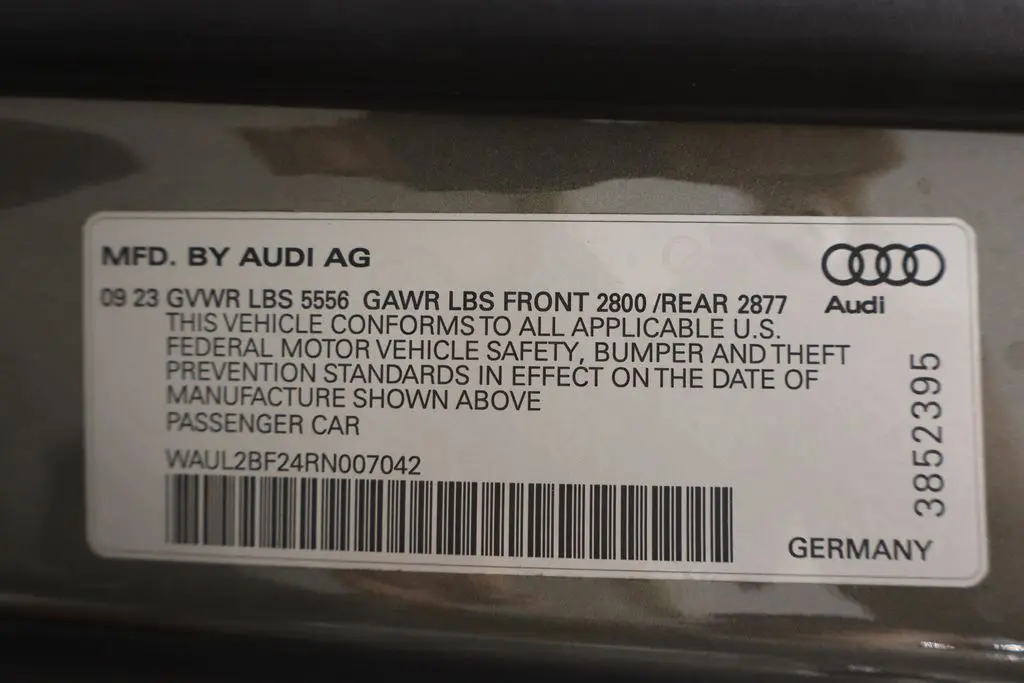 MFD. BY AUDI AG
09 23 GVWR LBS 5556 GAWR LBS FRONT 2800 /REAR 2877
THIS VEHICLE CONFORMS TO ALL APPLICABLE U.S.
FEDERAL MOTOR VEHICLE SAFETY, BUMPER AND THEFT
PREVENTION STANDARDS IN EFFECT ON THE DATE OF
MANUFACTURE SHOWN ABOVE
PASSENGER CAR
WAUL2BF24RN007042
Audi
3852395
GERMANY